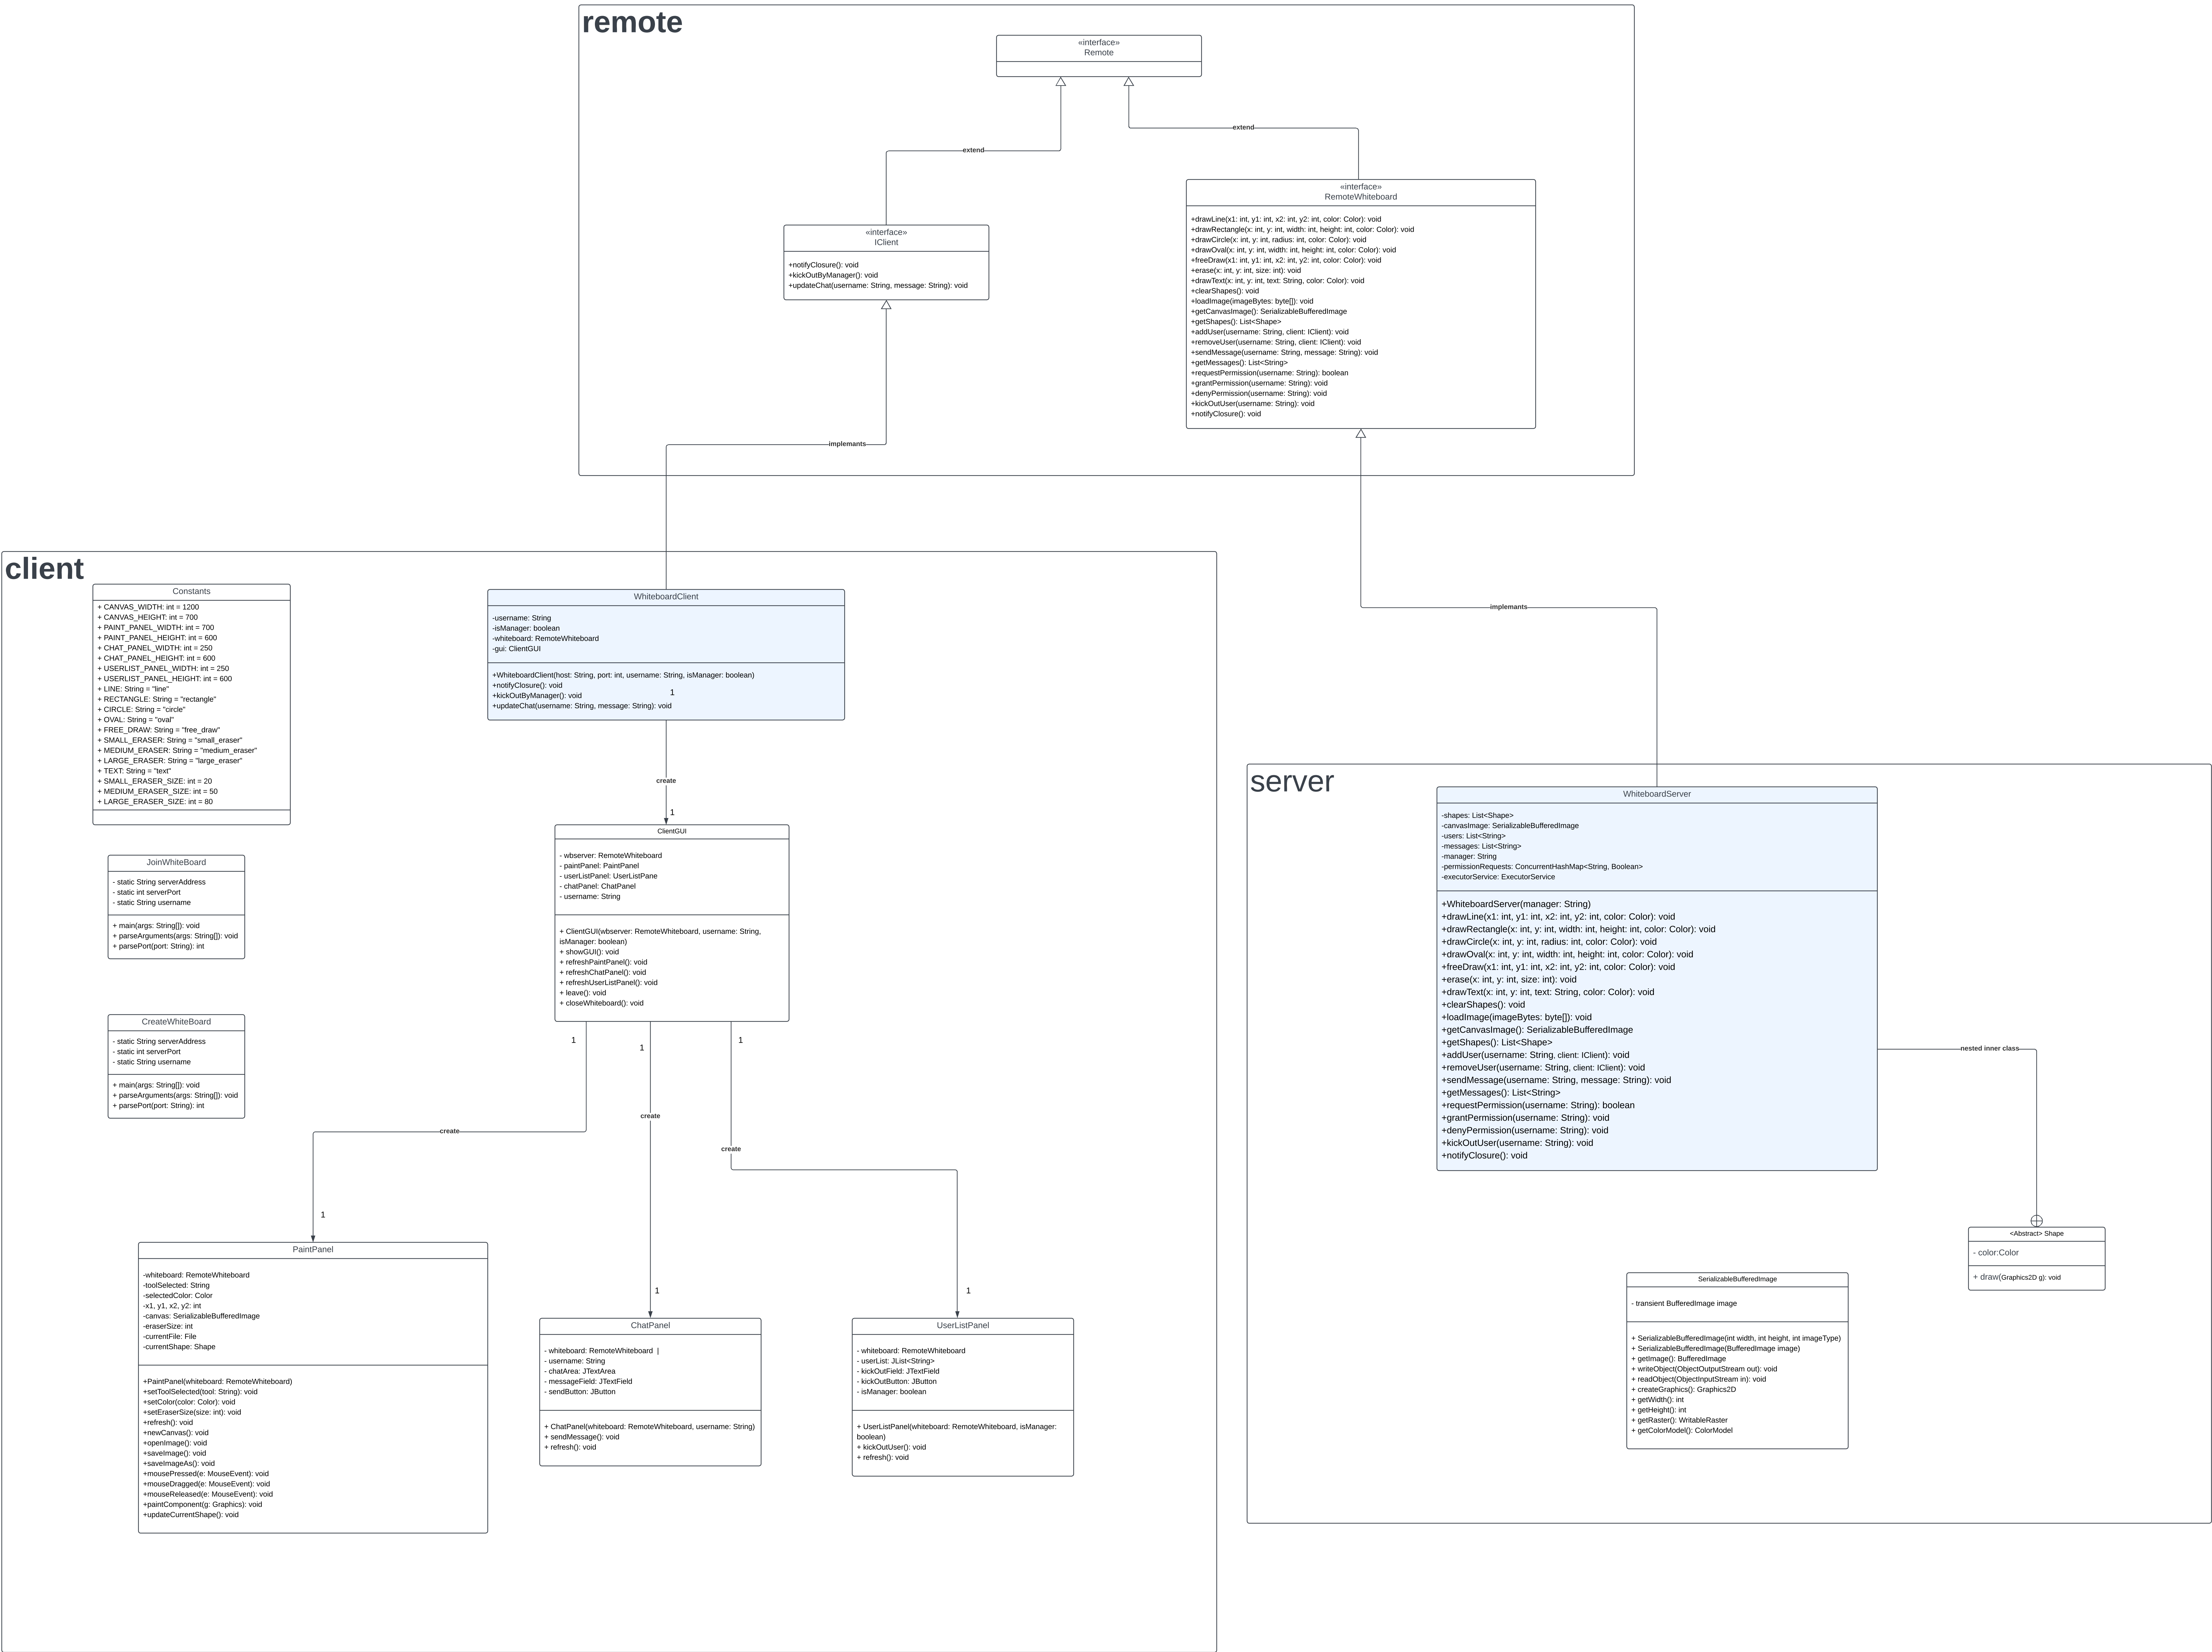 remote
«interface»
Remote
extend
extend
«interface»
IClient
+notifyClosure(): void
+kickOutByManager(): void
+updateChat(username: String, message: String): void
«interface»
RemoteWhiteboard
+drawLine(x1: int, y1: int, x2: int, y2: int, color: Color): void
+drawRectangle(x: int, y: int, width: int, height: int, color: Color): void
+drawCircle(x: int, y: int, radius: int, color: Color): void
+drawOval(x: int, y: int, width: int, height: int, color: Color): void
+freeDraw(x1: int, y1: int, x2: int, y2: int, color: Color): void
+erase(x: int, y: int, size: int): void
+drawText(x: int, y: int, text: String, color: Color): void
+clearShapes(): void
+loadImage(imageBytes: byte[]): void
+getCanvasImage(): SerializableBufferedImage
+getShapes(): List<Shape>
+addUser(username: String, client: IClient): void
+removeUser(username: String, client: IClient): void
+sendMessage(username: String, message: String): void
+getMessages(): List<String>
+requestPermission(username: String): boolean
+grantPermission(username: String): void
+denyPermission(username: String): void
+kickOutUser(username: String): void
+notifyClosure(): void
implemants
implemants
client
Constants
+ CANVAS_WIDTH: int = 1200
+ CANVAS_HEIGHT: int = 700
+ PAINT_PANEL_WIDTH: int = 700
+ PAINT_PANEL_HEIGHT: int = 600
+ CHAT_PANEL_WIDTH: int = 250
+ CHAT_PANEL_HEIGHT: int = 600
+ USERLIST_PANEL_WIDTH: int = 250
+ USERLIST_PANEL_HEIGHT: int = 600
+ LINE: String = "line"
+ RECTANGLE: String = "rectangle"
+ CIRCLE: String = "circle"
+ OVAL: String = "oval"
+ FREE_DRAW: String = "free_draw"
+ SMALL_ERASER: String = "small_eraser"
+ MEDIUM_ERASER: String = "medium_eraser"
+ LARGE_ERASER: String = "large_eraser"
+ TEXT: String = "text"
+ SMALL_ERASER_SIZE: int = 20
+ MEDIUM_ERASER_SIZE: int = 50
+ LARGE_ERASER_SIZE: int = 80
WhiteboardClient
-username: String
-isManager: boolean
-whiteboard: RemoteWhiteboard
-gui: ClientGUI
+WhiteboardClient(host: String, port: int, username: String, isManager: boolean)
+notifyClosure(): void
+kickOutByManager(): void
+updateChat(username: String, message: String): void
1
create
1
JoinWhiteBoard
- static String serverAddress
- static int serverPort
- static String username
+ main(args: String[]): void
+ parseArguments(args: String[]): void
+ parsePort(port: String): int
CreateWhiteBoard
- static String serverAddress
- static int serverPort
- static String username
+ main(args: String[]): void
+ parseArguments(args: String[]): void
+ parsePort(port: String): int
ClientGUI
- wbserver: RemoteWhiteboard
- paintPanel: PaintPanel
- userListPanel: UserListPane
- chatPanel: ChatPanel
- username: String
+ ClientGUI(wbserver: RemoteWhiteboard, username: String,
isManager: boolean)
+ showGUI(): void
+ refreshPaintPanel(): void
+ refreshChatPanel(): void
+ refreshUserListPanel(): void
+ leave(): void
+ closeWhiteboard(): void
1
1
1
create
create
create
1
1
1
PaintPanel
-whiteboard: RemoteWhiteboard
-toolSelected: String
-selectedColor: Color
-x1, y1, x2, y2: int
-canvas: SerializableBufferedImage
-eraserSize: int
-currentFile: File
-currentShape: Shape
+PaintPanel(whiteboard: RemoteWhiteboard)
+setToolSelected(tool: String): void
+setColor(color: Color): void
+setEraserSize(size: int): void
+refresh(): void
+newCanvas(): void
+openImage(): void
+saveImage(): void
+saveImageAs(): void
+mousePressed(e: MouseEvent): void
+mouseDragged(e: MouseEvent): void
+mouseReleased(e: MouseEvent): void
+paintComponent(g: Graphics): void
+updateCurrentShape(): void
ChatPanel
- whiteboard: RemoteWhiteboard |
- username: String
- chatArea: JTextArea
- messageField: JTextField
- sendButton: JButton
+ ChatPanel(whiteboard: RemoteWhiteboard, username: String)
+ sendMessage(): void
+ refresh(): void
UserListPanel
- whiteboard: RemoteWhiteboard
- userList: JList<String>
- kickOutField: JTextField
- kickOutButton: JButton
- isManager: boolean
+ UserListPanel(whiteboard: RemoteWhiteboard, isManager:
boolean)
+ kickOutUser(): void
+ refresh(): void
server
WhiteboardServer
-shapes: List<Shape>
-canvasImage: SerializableBufferedImage
-users: List<String>
-messages: List<String>
-manager: String
-permissionRequests: ConcurrentHashMap<String, Boolean>
-executorService: ExecutorService
+WhiteboardServer(manager: String)
+drawLine(x1: int, y1: int, x2: int, y2: int, color: Color): void
+drawRectangle(x: int, y: int, width: int, height: int, color: Color): void
+drawCircle(x: int, y: int, radius: int, color: Color): void
+drawOval(x: int, y: int, width: int, height: int, color: Color): void
+freeDraw(x1: int, y1: int, x2: int, y2: int, color: Color): void
+erase(x: int, y: int, size: int): void
+drawText(x: int, y: int, text: String, color: Color): void
+clearShapes(): void
+loadImage(imageBytes: byte[]): void
+getCanvasImage(): SerializableBufferedImage
+getShapes(): List<Shape>
+addUser(username: String, client: IClient): void
+removeUser(username: String, client: IClient): void
+sendMessage(username: String, message: String): void
+getMessages(): List<String>
+requestPermission(username: String): boolean
+grantPermission(username: String): void
+denyPermission(username: String): void
+kickOutUser(username: String): void
+notifyClosure(): void
nested inner class
<Abstract> Shape
- color:Color
+ draw(Graphics2D g): void
SerializableBufferedImage
- transient BufferedImage image
+ SerializableBufferedImage(int width, int height, int imageType)
+ SerializableBufferedImage(BufferedImage image)
+ getImage(): BufferedImage
+ writeObject(ObjectOutputStream out): void
+ readObject(ObjectInputStream in): void
+ createGraphics(): Graphics2D
+ getWidth(): int
+ getHeight(): int
+ getRaster(): WritableRaster
+ getColorModel(): ColorModel